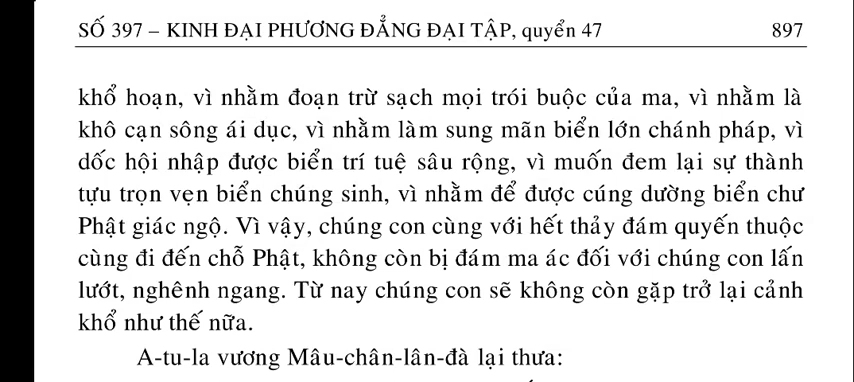 SỐ 397 – KINH ĐẠI PHƯƠNG ĐẲNG ĐẠI TẬP, quyển 47 897
khổ hoạn, vì nhằm đoạn trừ sạch mọi trói buộc của ma, vì nhằm là
khô cạn sông ái dục, vì nhằm làm sung mãn biển lớn chánh pháp, vì
dốc hội nhập được biển trí tuệ sâu rộng, vì muốn đem lại sự thành
tựu trọn vẹn biển chúng sinh, vì nhằm để được cúng dường biển chư
Phật giác ngộ. Vì vậy, chúng con cùng với hết thảy đám quyến thuộc
cùng đi đến chỗ Phật, không còn bị đám ma ác đối với chúng con lấn
lướt, nghênh ngang. Từ nay chúng con sẽ không còn gặp trở lại cảnh
khổ như thế nữa.
A-tu-la vương Mâu-chân-lân-đà lại thưa: